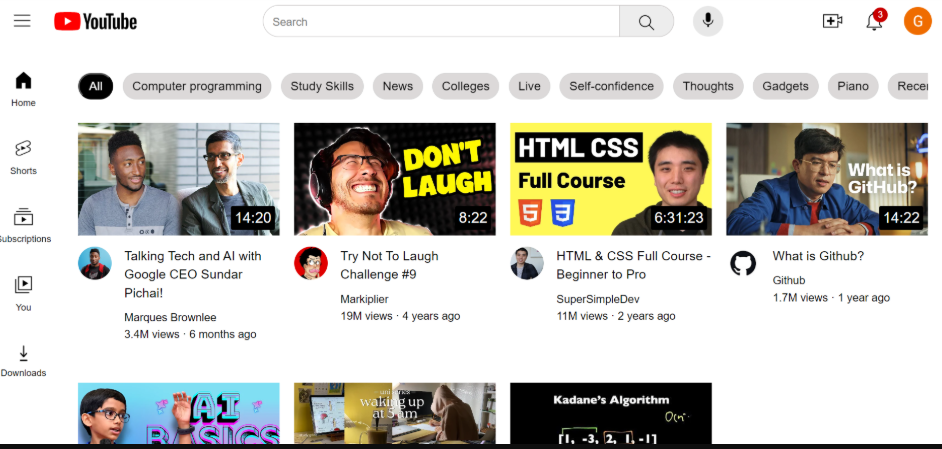 YouTube
Search
3
G
All
Computer programming
Study Skills
News
Colleges
Live
Self-confidence
Thoughts
Gadgets
Piano
Recen
Home
Shorts
Subscriptions
You
Downloads
14:20
Talking Tech and AI with
Google CEO Sundar
Pichai!
Marques Brownlee
3.4M views · 6 months ago
DON'T
LAUGH
8:22
Try Not To Laugh
Challenge #9
Markiplier
19M views · 4 years ago
HTML CSS
Full Course
5
3
6:31:23
HTML & CSS Full Course -
Beginner to Pro
SuperSimpleDev
11M views · 2 years ago
What is
GitHub?
14:22
What is Github?
Github
1.7M views · 1 year ago
AI
BASICS
waking up
at 5 am
Kadane's Algorithm
[1, -3, 2, 1, -1]